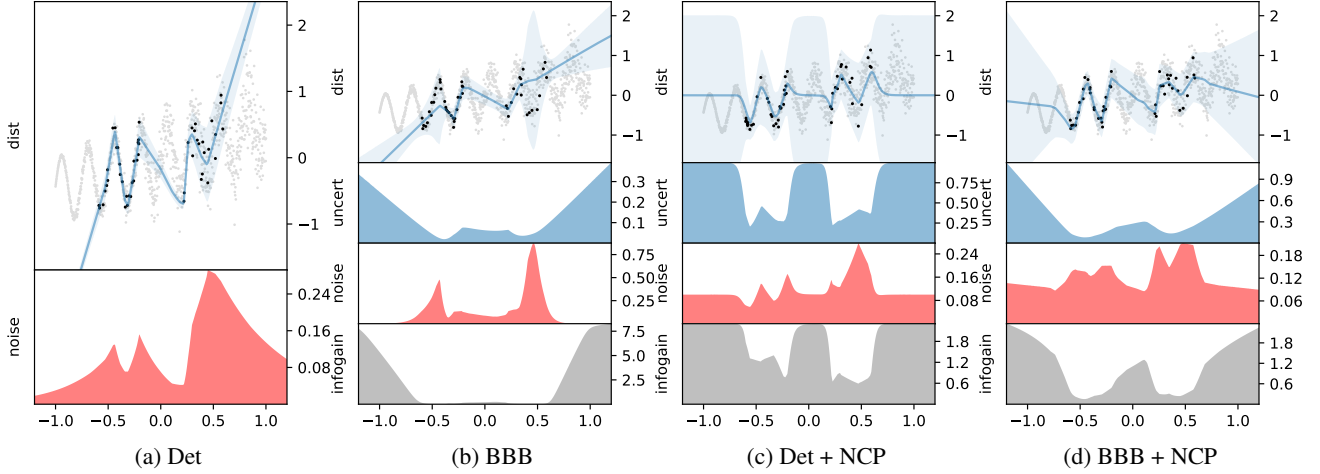 dist
2
1
0
−1
noise
0.24
0.16
0.08
−1.0 −0.5 0.0 0.5 1.0
(a) Det
dist
2
1
0
−1
uncert
0.3
0.1
noise
0.75
0.50
0.25
infogain
7.5
5.0
2.5
−1.0 −0.5 0.0 0.5 1.0
(b) BBB
dist
2
1
0
−1
uncert
0.75
0.50
0.25
noise
0.24
0.16
0.08
infogain
1.8
1.2
0.6
−1.0 −0.5 0.0 0.5 1.0
(c) Det + NCP
dist
2
1
0
−1
uncert
0.9
0.6
0.3
noise
0.18
0.12
0.06
infogain
1.8
1.2
0.6
−1.0 −0.5 0.0 0.5 1.0
(d) BBB + NCP